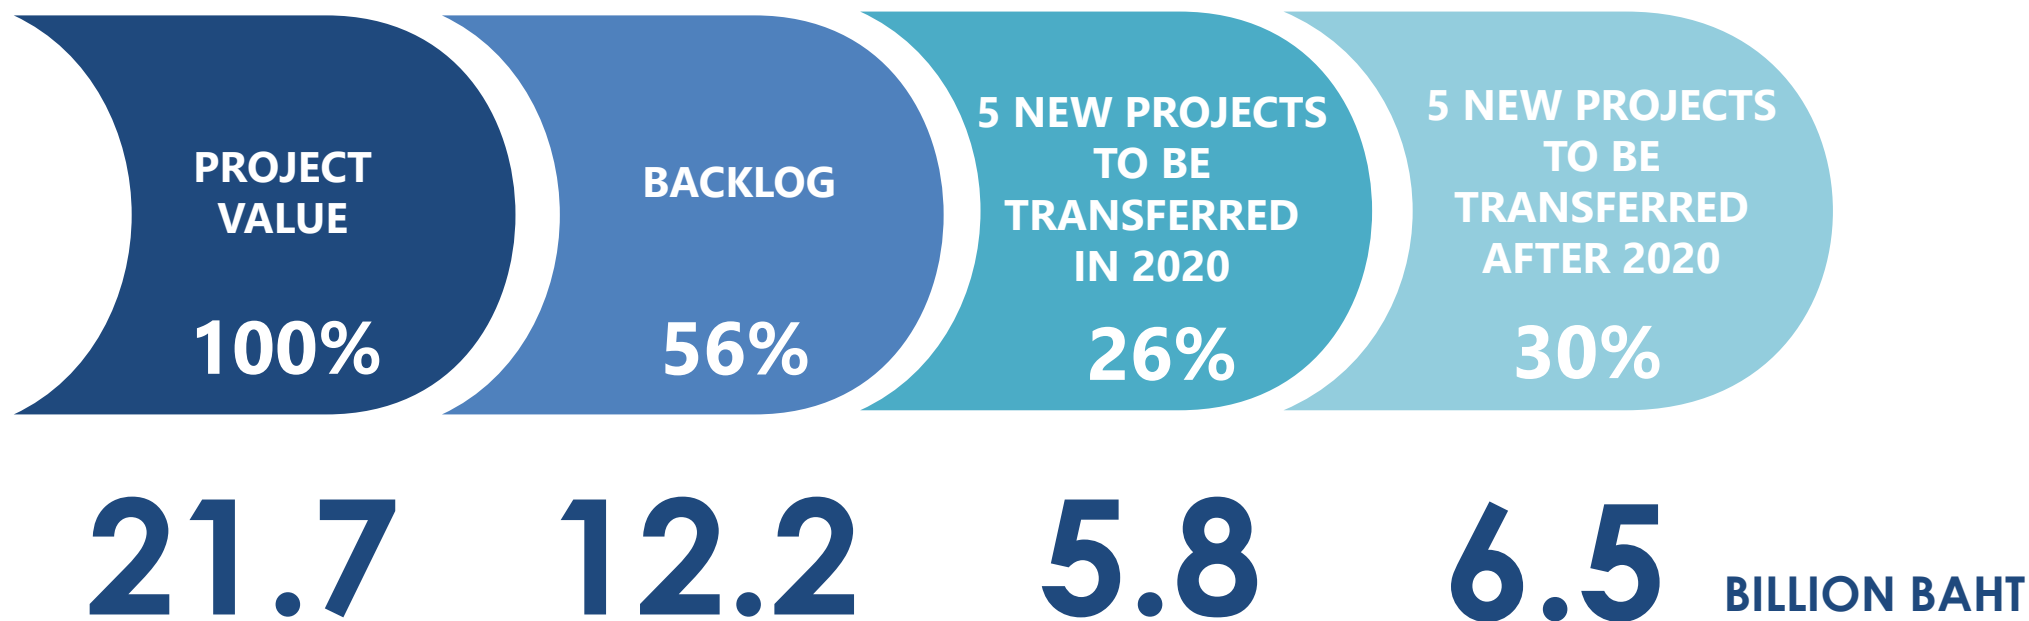 PROJECT
VALUE
100%
BACKLOG
56%
5 NEW PROJECTS
TO BE
TRANSFERRED
IN 2020
26%
5 NEW PROJECTS
TO BE
TRANSFERRED
AFTER 2020
30%
21.7
12.2
5.8
6.5
BILLION BAHT